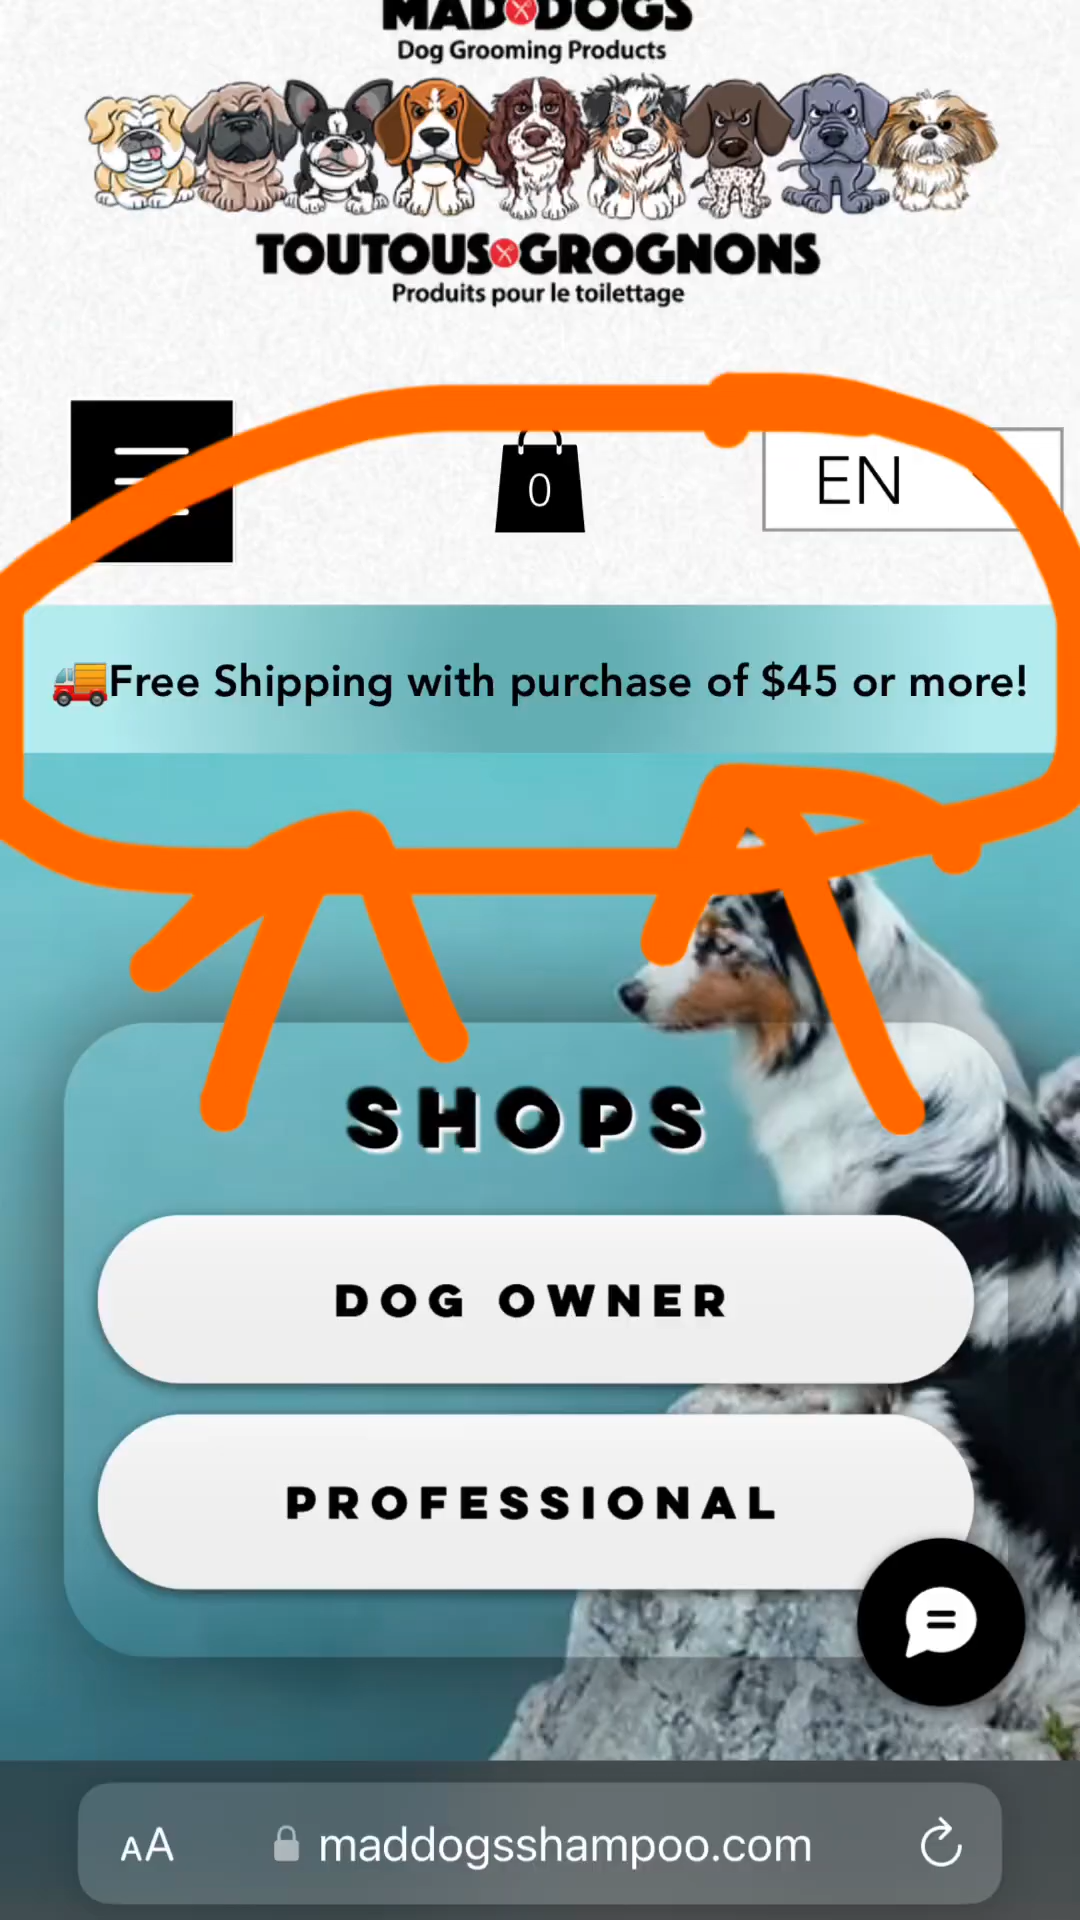 MAD DOGS
Dog Grooming Products
TOUTOUS GROGNONS
Produits pour le toilettage
0
EN
🚚Free Shipping with purchase of $45 or more!
SHOPS
DOG OWNER
PROFESSIONAL
AA
maddogsshampoo.com